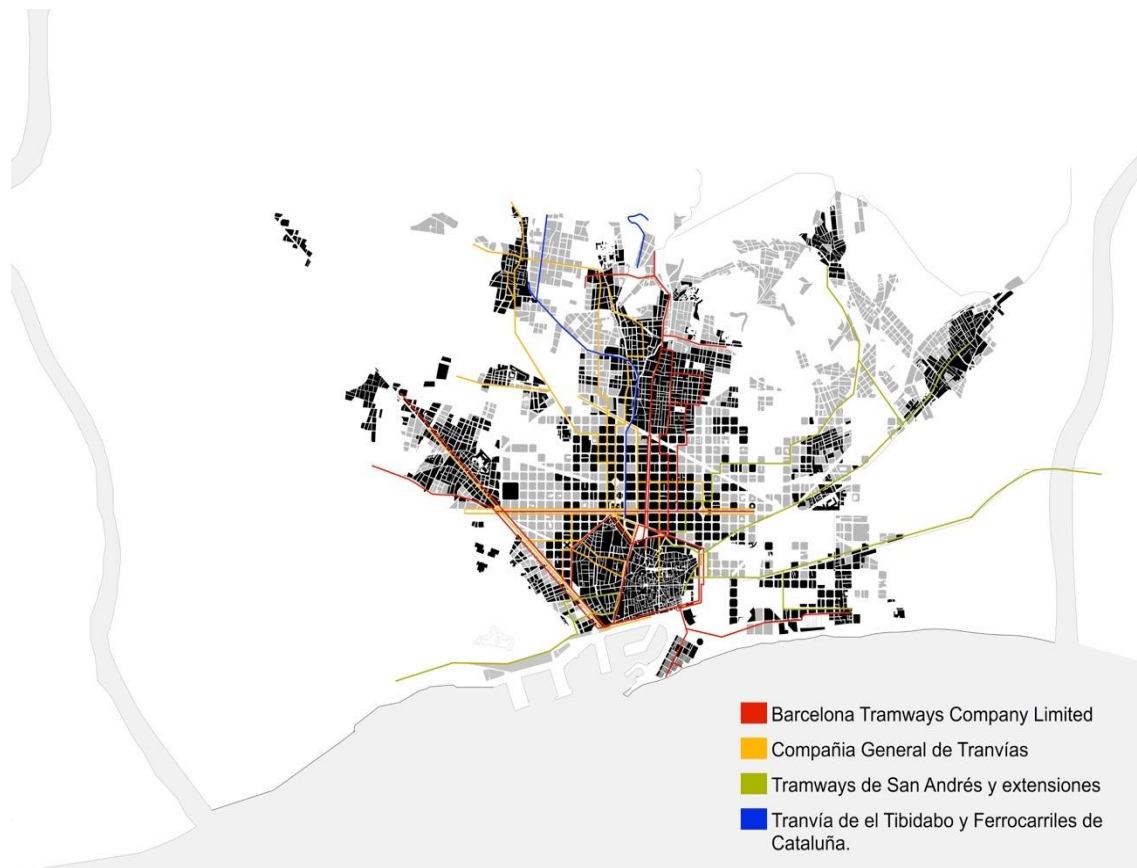 Barcelona Tramways Company Limited
Compañia General de Tranvías
Tramways de San Andrés y extensiones
Tranvía de el Tibidabo y Ferrocarriles de
Cataluña.